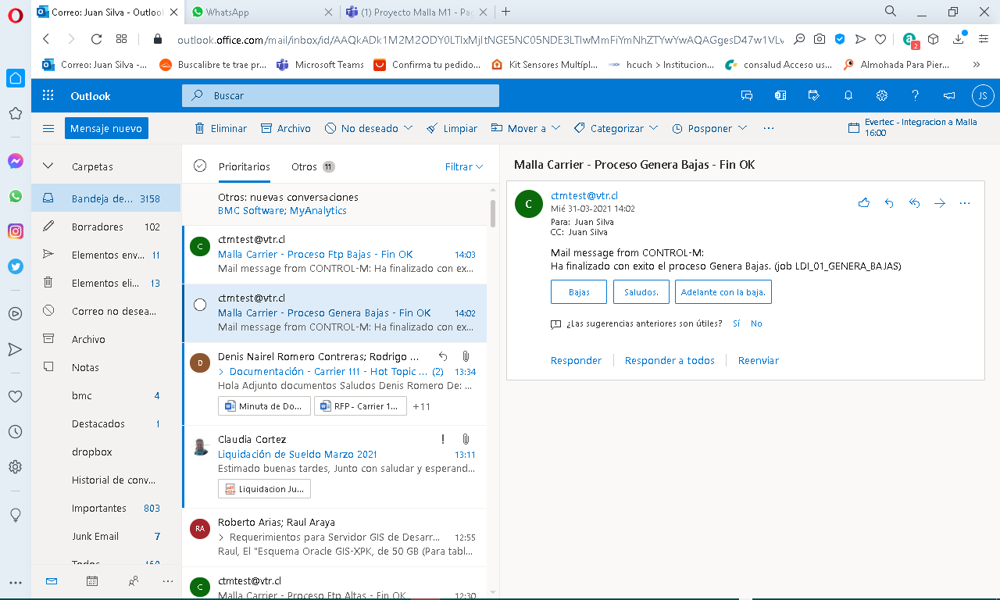 Correo: Juan Silva - Outlook
WhatsApp
(1) Proyecto Malla M1 - Pag
outlook.office.com/mail/inbox/id/AAQkADk1M2M2ODY0LTIxMjItNGE5NC05NDE3LTIwMmFiYmNhZTYwYwAQAGgesD47w1VLv
2
Correo: Juan Silva -...
Buscalibre te trae pr...
Microsoft Teams
Confirma tu pedido...
Kit Sensores Multipl...
hcuch > Institucion...
consalud Acceso us...
Almohada Para Pier...
Outlook
Buscar
JS
Mensaje nuevo
Eliminar
Archivo
No deseado
Limpiar
Mover a
Categorizar
Posponer
Evertec - Integracion a Malla
16:00
Carpetas
Bandeja de... 3158
Borradores 102
Elementos env... 11
Elementos eli... 13
Correo no desea...
Archivo
Notas
bmc 4
Destacados 1
dropbox
Historial de conv...
Importantes 803
Junk Email 7
Prioritarios
Otros 11
Filtrar
Otros: nuevas conversaciones
BMC Software; MyAnalytics
C
ctmtest@vtr.cl
Malla Carrier - Proceso Ftp Bajas - Fin OK 14:03
Mail message from CONTROL-M: Ha finalizado con ex...
ctmtest@vtr.cl
Malla Carrier - Proceso Genera Bajas - Fin OK 14:02
Mail message from CONTROL-M: Ha finalizado con ex...
D
Denis Nairel Romero Contreras; Rodrigo ...
Documentación - Carrier 111 - Hot Topic ... (2) 13:34
Hola Adjunto documentos Saludos Denis Romero De: ...
Minuta de Do...
RFP - Carrier 1...
+11
Claudia Cortez
Liquidación de Sueldo Marzo 2021 13:11
Estimado buenas tardes, Junto con saludar y esperand...
Liquidacion Ju...
RA
Roberto Arias; Raul Araya
Requerimientos para Servidor GIS de Desarr... 12:55
Raul, El "Esquema Oracle GIS-XPK, de 50 GB (Para tabl...
C
ctmtest@vtr.cl
Malla Carrier - Proceso Ftp Altas - Fin OK 12:30
Malla Carrier - Proceso Genera Bajas - Fin OK
C
ctmtest@vtr.cl
Mié 31-03-2021 14:02
Para: Juan Silva
CC: Juan Silva
Mail message from CONTROL-M:
Ha finalizado con exito el proceso Genera Bajas. (job LDI_01_GENERA_BAJAS)
Bajas
Saludos.
Adelante con la baja.
¿Las sugerencias anteriores son útiles? Sí No
Responder
Responder a todos
Reenviar